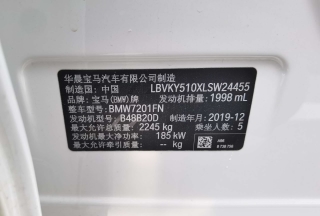 华晨宝马汽车有限公司制造
制造国: 中国 LBVKY510XLSW24455
品牌: 宝马(BMW)牌 发动机排量: 1998 mL
整车型号: BMW7201FN
发动机型号: B48B20D 制造年月: 2019-12
最大允许总质量: 2245 kg 乘坐人数: 5
发动机最大净功率: 185 kW
最大允许牵引质量: -- kg